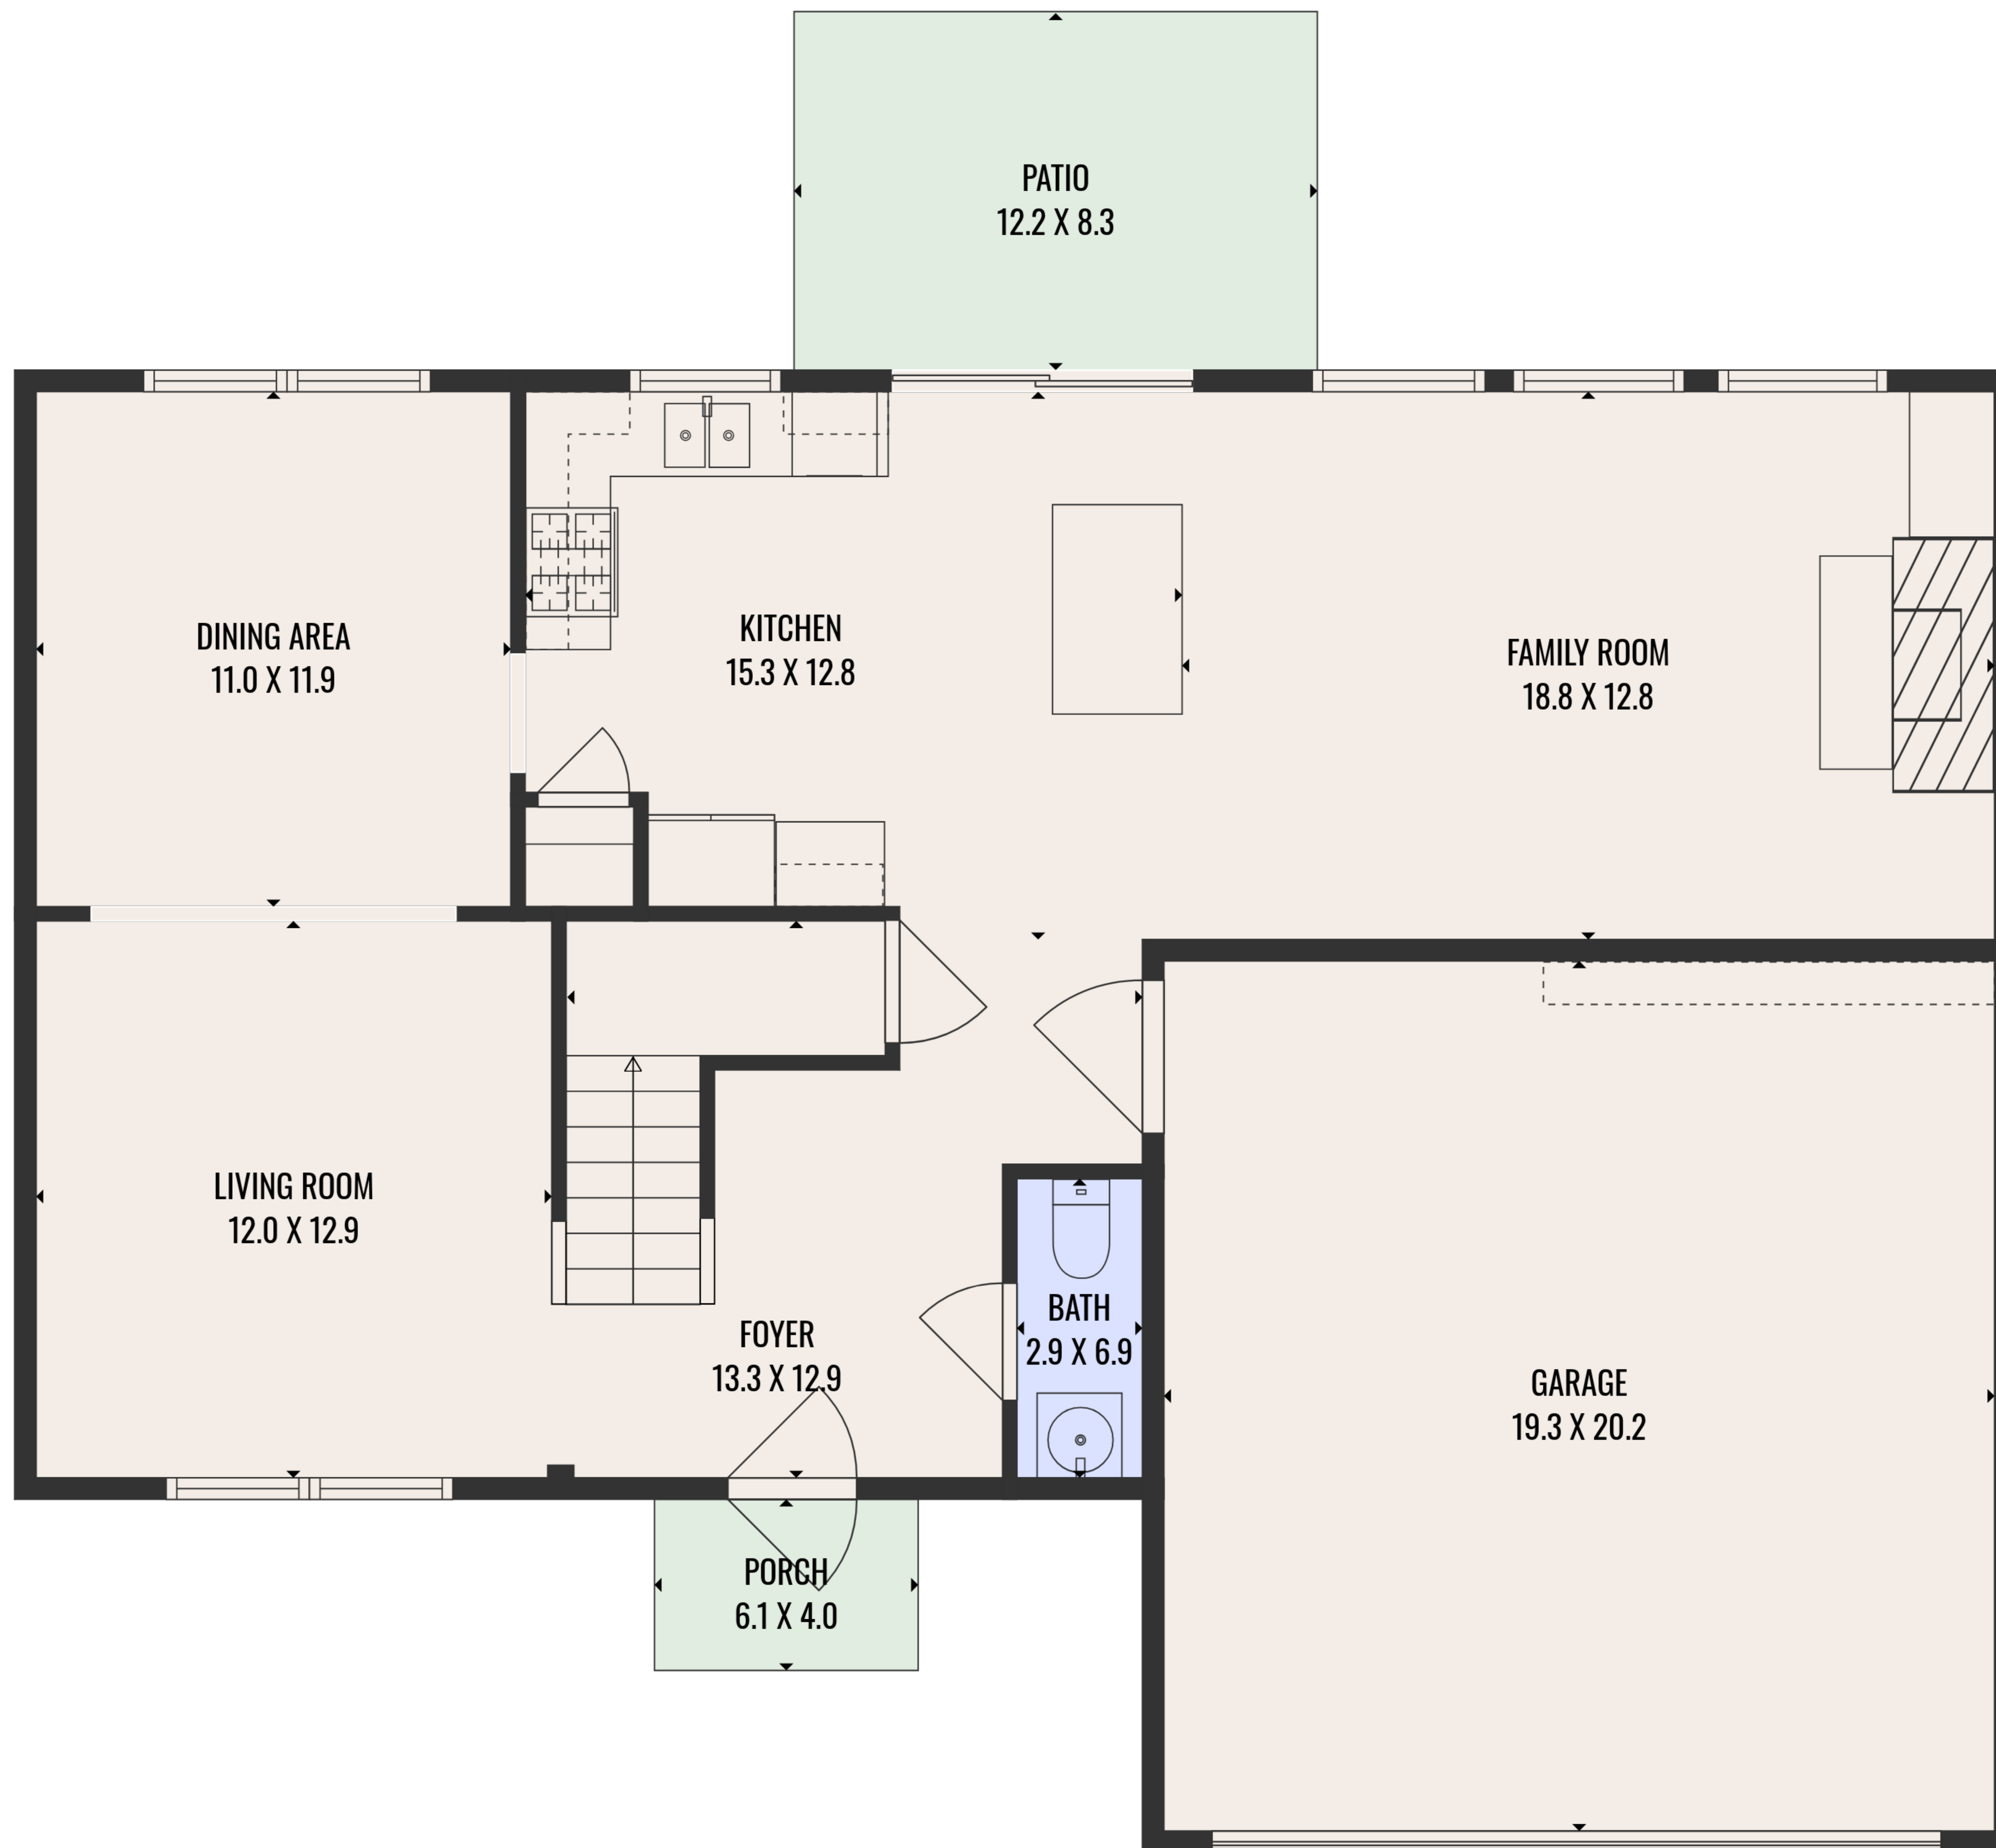 PATIO
12.2 X 8.3
DINING AREA
11.0 X 11.9
KITCHEN
15.3 X 12.8
FAMILY ROOM
18.8 X 12.8
LIVING ROOM
12.0 X 12.9
FOYER
13.3 X 12.9
BATH
2.9 X 6.9
GARAGE
19.3 X 20.2
PORCH
6.1 X 4.0